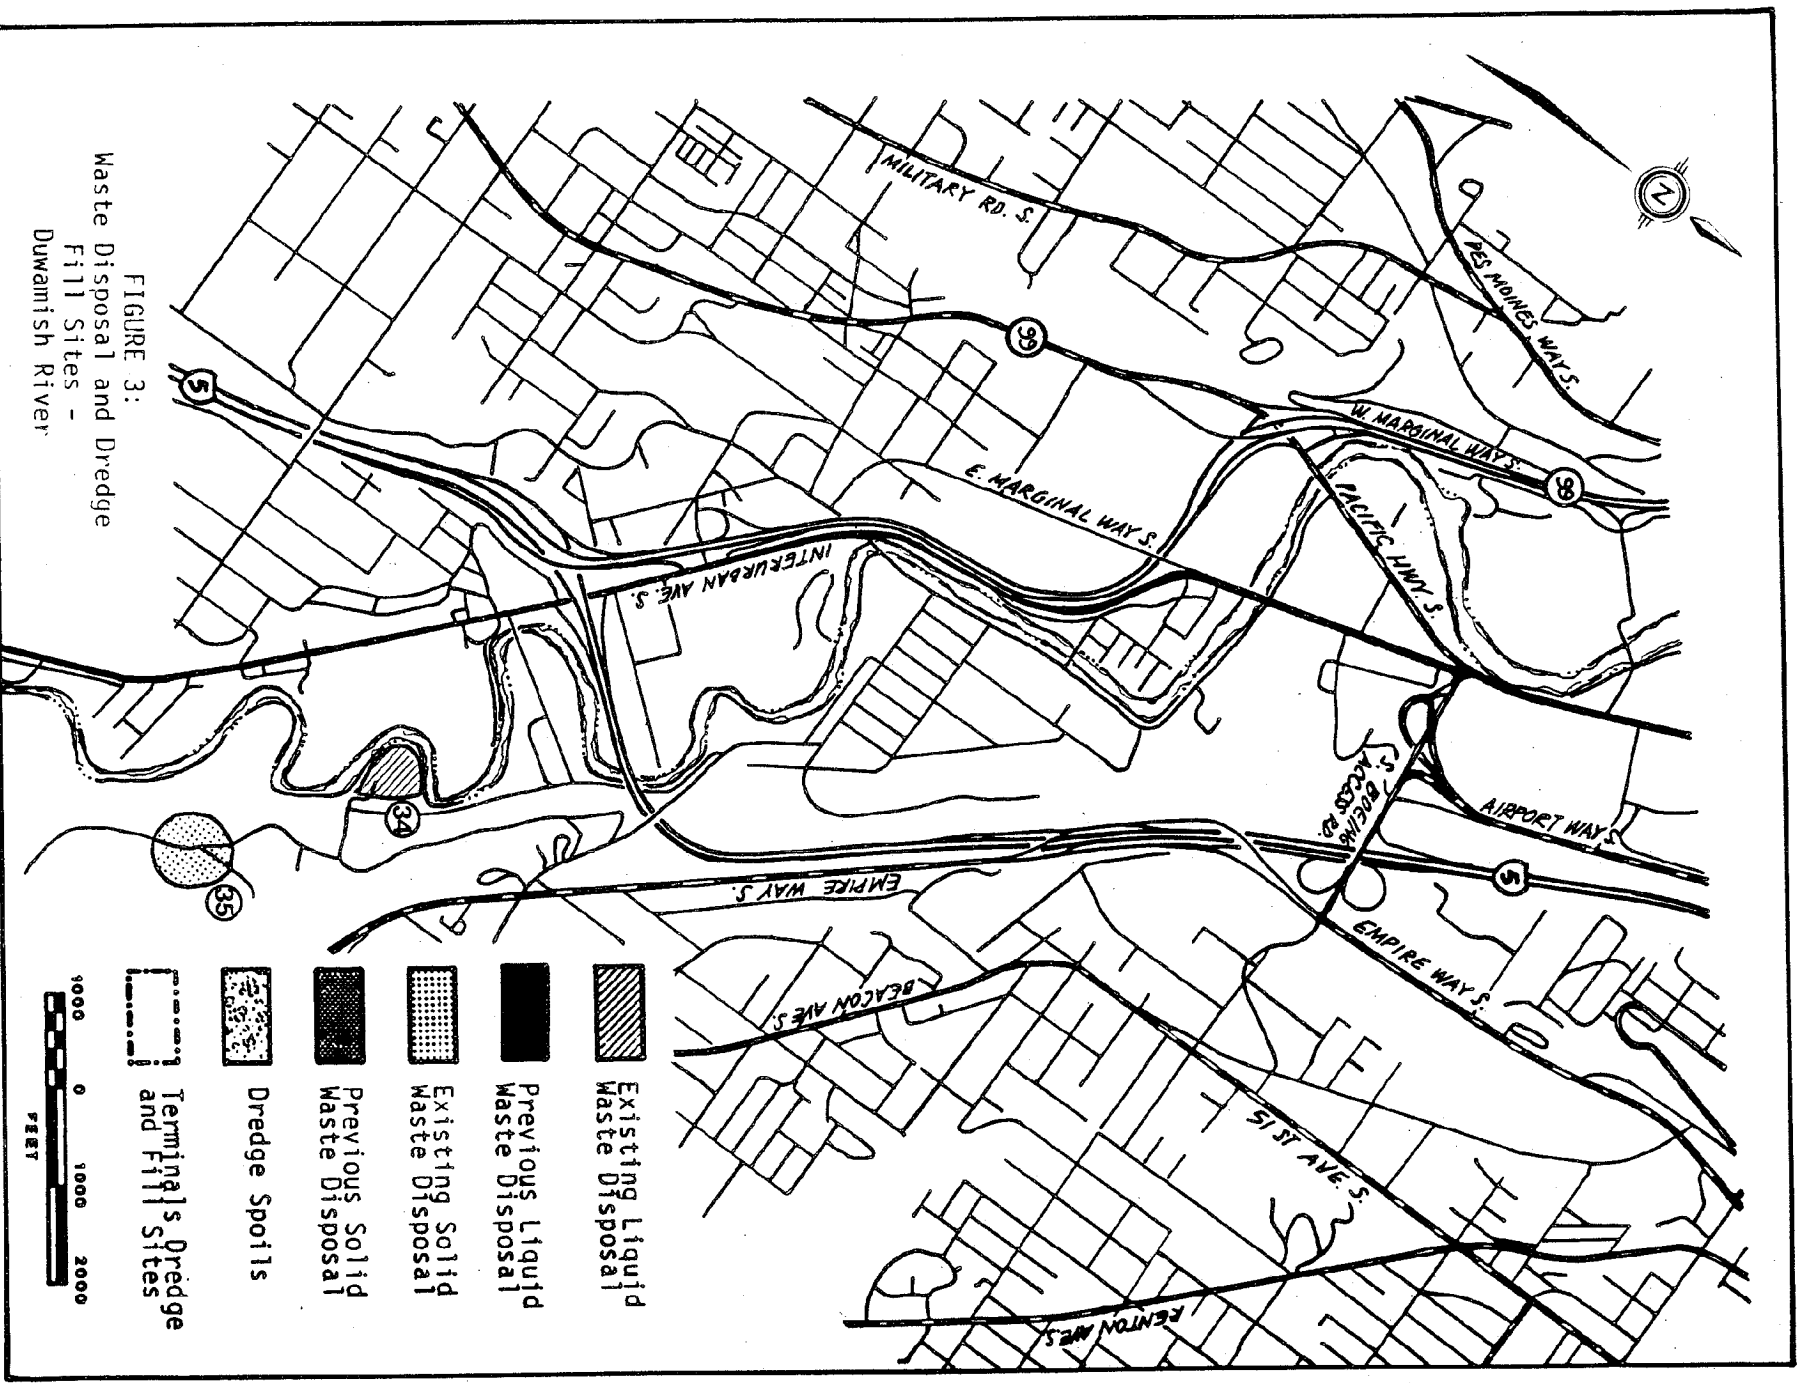 FIGURE 3:
Waste Disposal and Dredge
Fill Sites -
Duwamish River
N
MILITARY RD. S.
DES MOINES WAY S.
99
W. MARGINAL WAY S.
99
E. MARGINAL WAY S.
PACIFIC HWY. S.
5
INTERURBAN AVE. S.
S. BOEING
ACCESS RD.
AIRPORT WAY S.
5
EMPIRE WAY S.
EMPIRE WAY S.
34
35
BEACON AVE S.
51 ST AVE. S.
RENTON AVE S.
Existing Liquid
Waste Disposal
Previous Liquid
Waste Disposal
Existing Solid
Waste Disposal
Previous Solid
Waste Disposal
Dredge Spoils
Terminals Dredge
and Fill Sites
1000 0 1000 2000
FEET